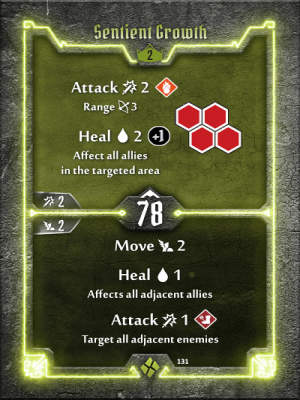 Sentient Growth
2
Attack 2
Range 3
Heal 2 +1
Affect all allies
in the targeted area
2
78
2
Move 2
Heal 1
Affects all adjacent allies
Attack 1
Target all adjacent enemies
131